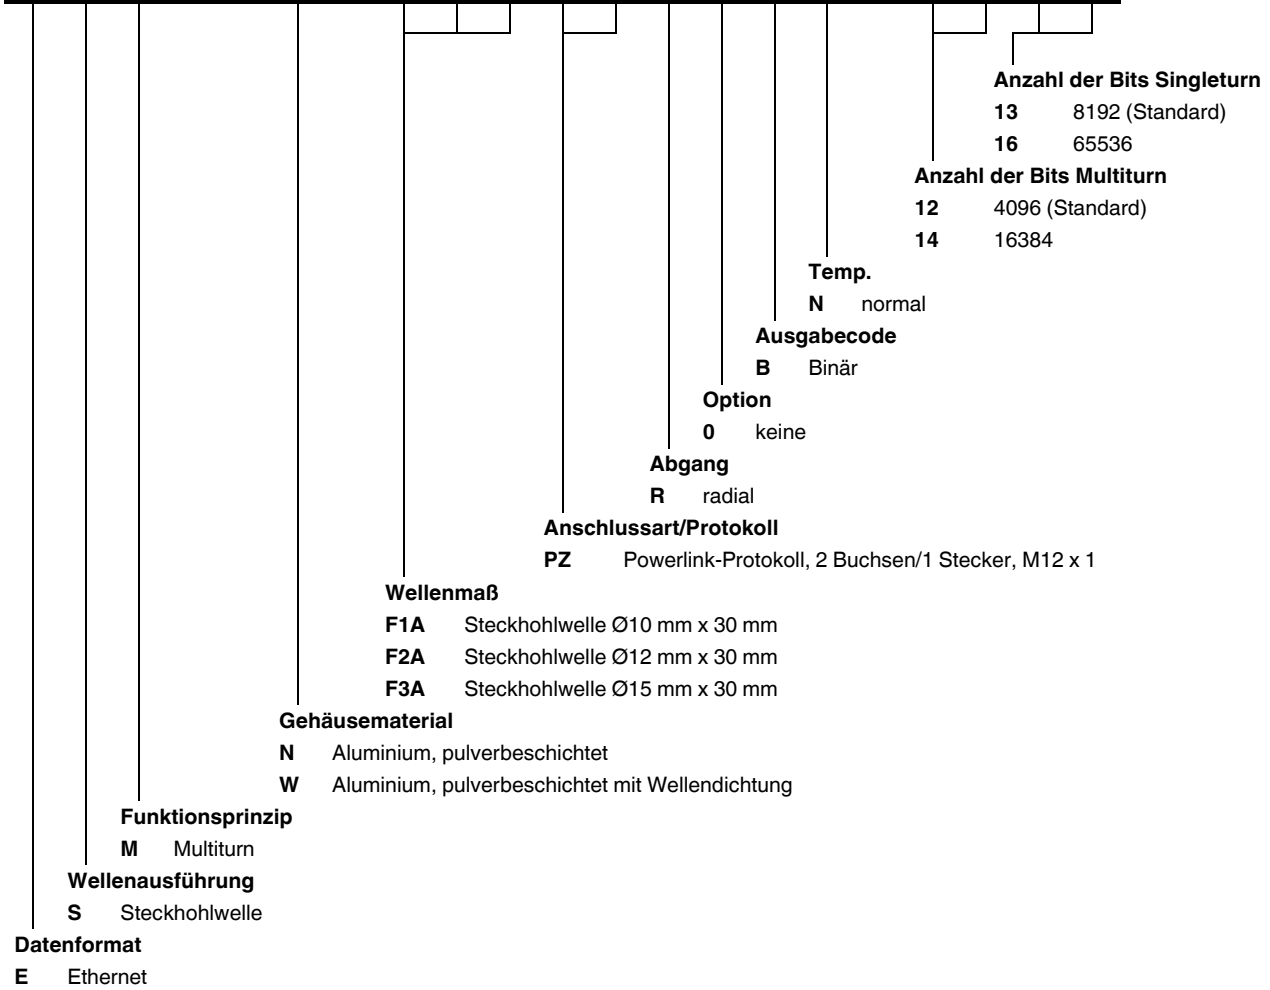 Anzahl der Bits Singleturn
13 8192 (Standard)
16 65536
Anzahl der Bits Multiturn
12 4096 (Standard)
14 16384
Temp.
N normal
Ausgabecode
B Binär
Option
0 keine
Abgang
R radial
Anschlussart/Protokoll
PZ Powerlink-Protokoll, 2 Buchsen/1 Stecker, M12 x 1
Wellenmaß
F1A Steckhohlwelle Ø10 mm x 30 mm
F2A Steckhohlwelle Ø12 mm x 30 mm
F3A Steckhohlwelle Ø15 mm x 30 mm
Gehäusematerial
N Aluminium, pulverbeschichtet
W Aluminium, pulverbeschichtet mit Wellendichtung
Funktionsprinzip
M Multiturn
Wellenausführung
S Steckhohlwelle
Datenformat
E Ethernet